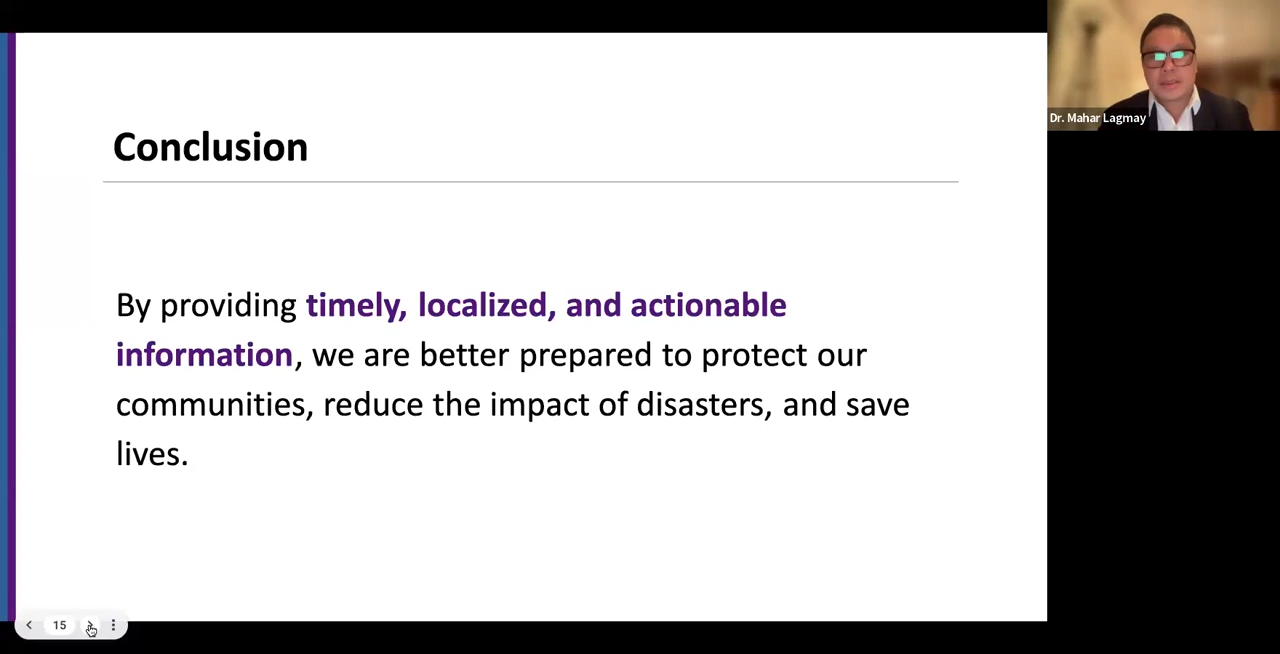 Conclusion
By providing timely, localized, and actionable
information, we are better prepared to protect our
communities, reduce the impact of disasters, and save
lives.
Dr. Mahar Lagmay
15